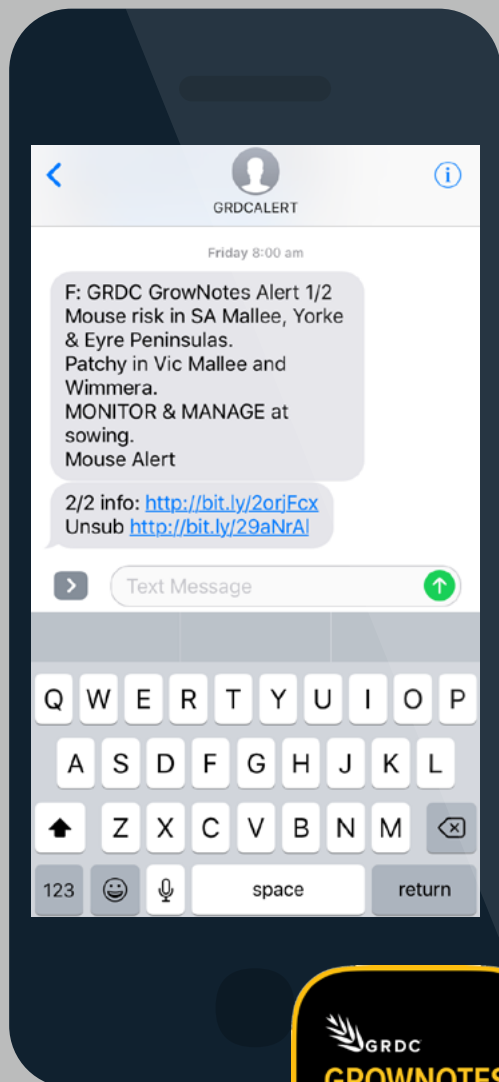 GRDCALERT
Friday 8:00 am
F: GRDC GrowNotes Alert 1/2
Mouse risk in SA Mallee, Yorke
& Eyre Peninsulas.
Patchy in Vic Mallee and
Wimmera.
MONITOR & MANAGE at
sowing.
Mouse Alert
2/2 info: http://bit.ly/2orjFcx
Unsub http://bit.ly/29aNrAl
Text Message
Q W E R T Y U I O P
A S D F G H J K L
Z X C V B N M
123 space return
GRDC
GROWNOTES